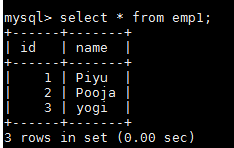 mysql> select * from emp1;
+------+-------+
| id   | name  |
+------+-------+
|    1 | Piyu  |
|    2 | Pooja |
|    3 | yogi  |
+------+-------+
3 rows in set (0.00 sec)